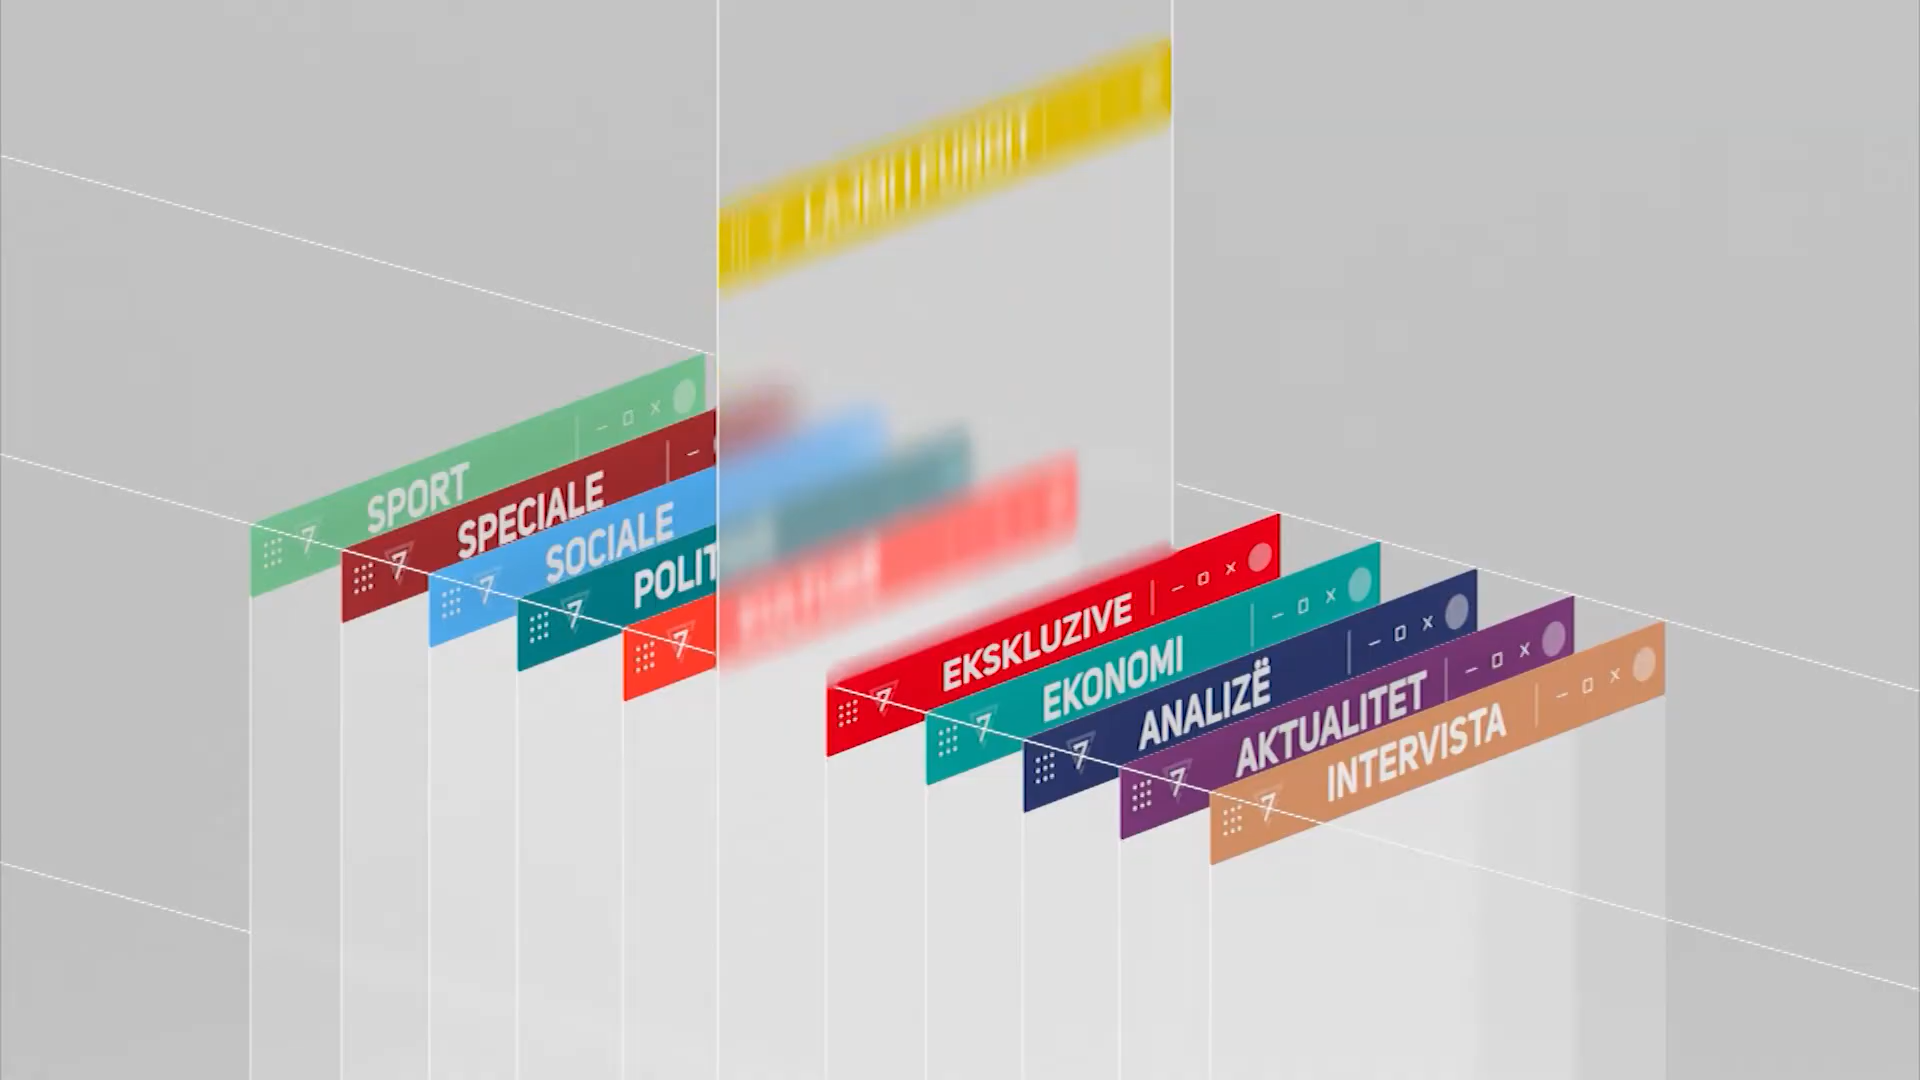 SPORT
SPECIALE
SOCIALE
POLIT
EKSKLUZIVE
EKONOMI
ANALIZË
AKTUALITET
INTERVISTA